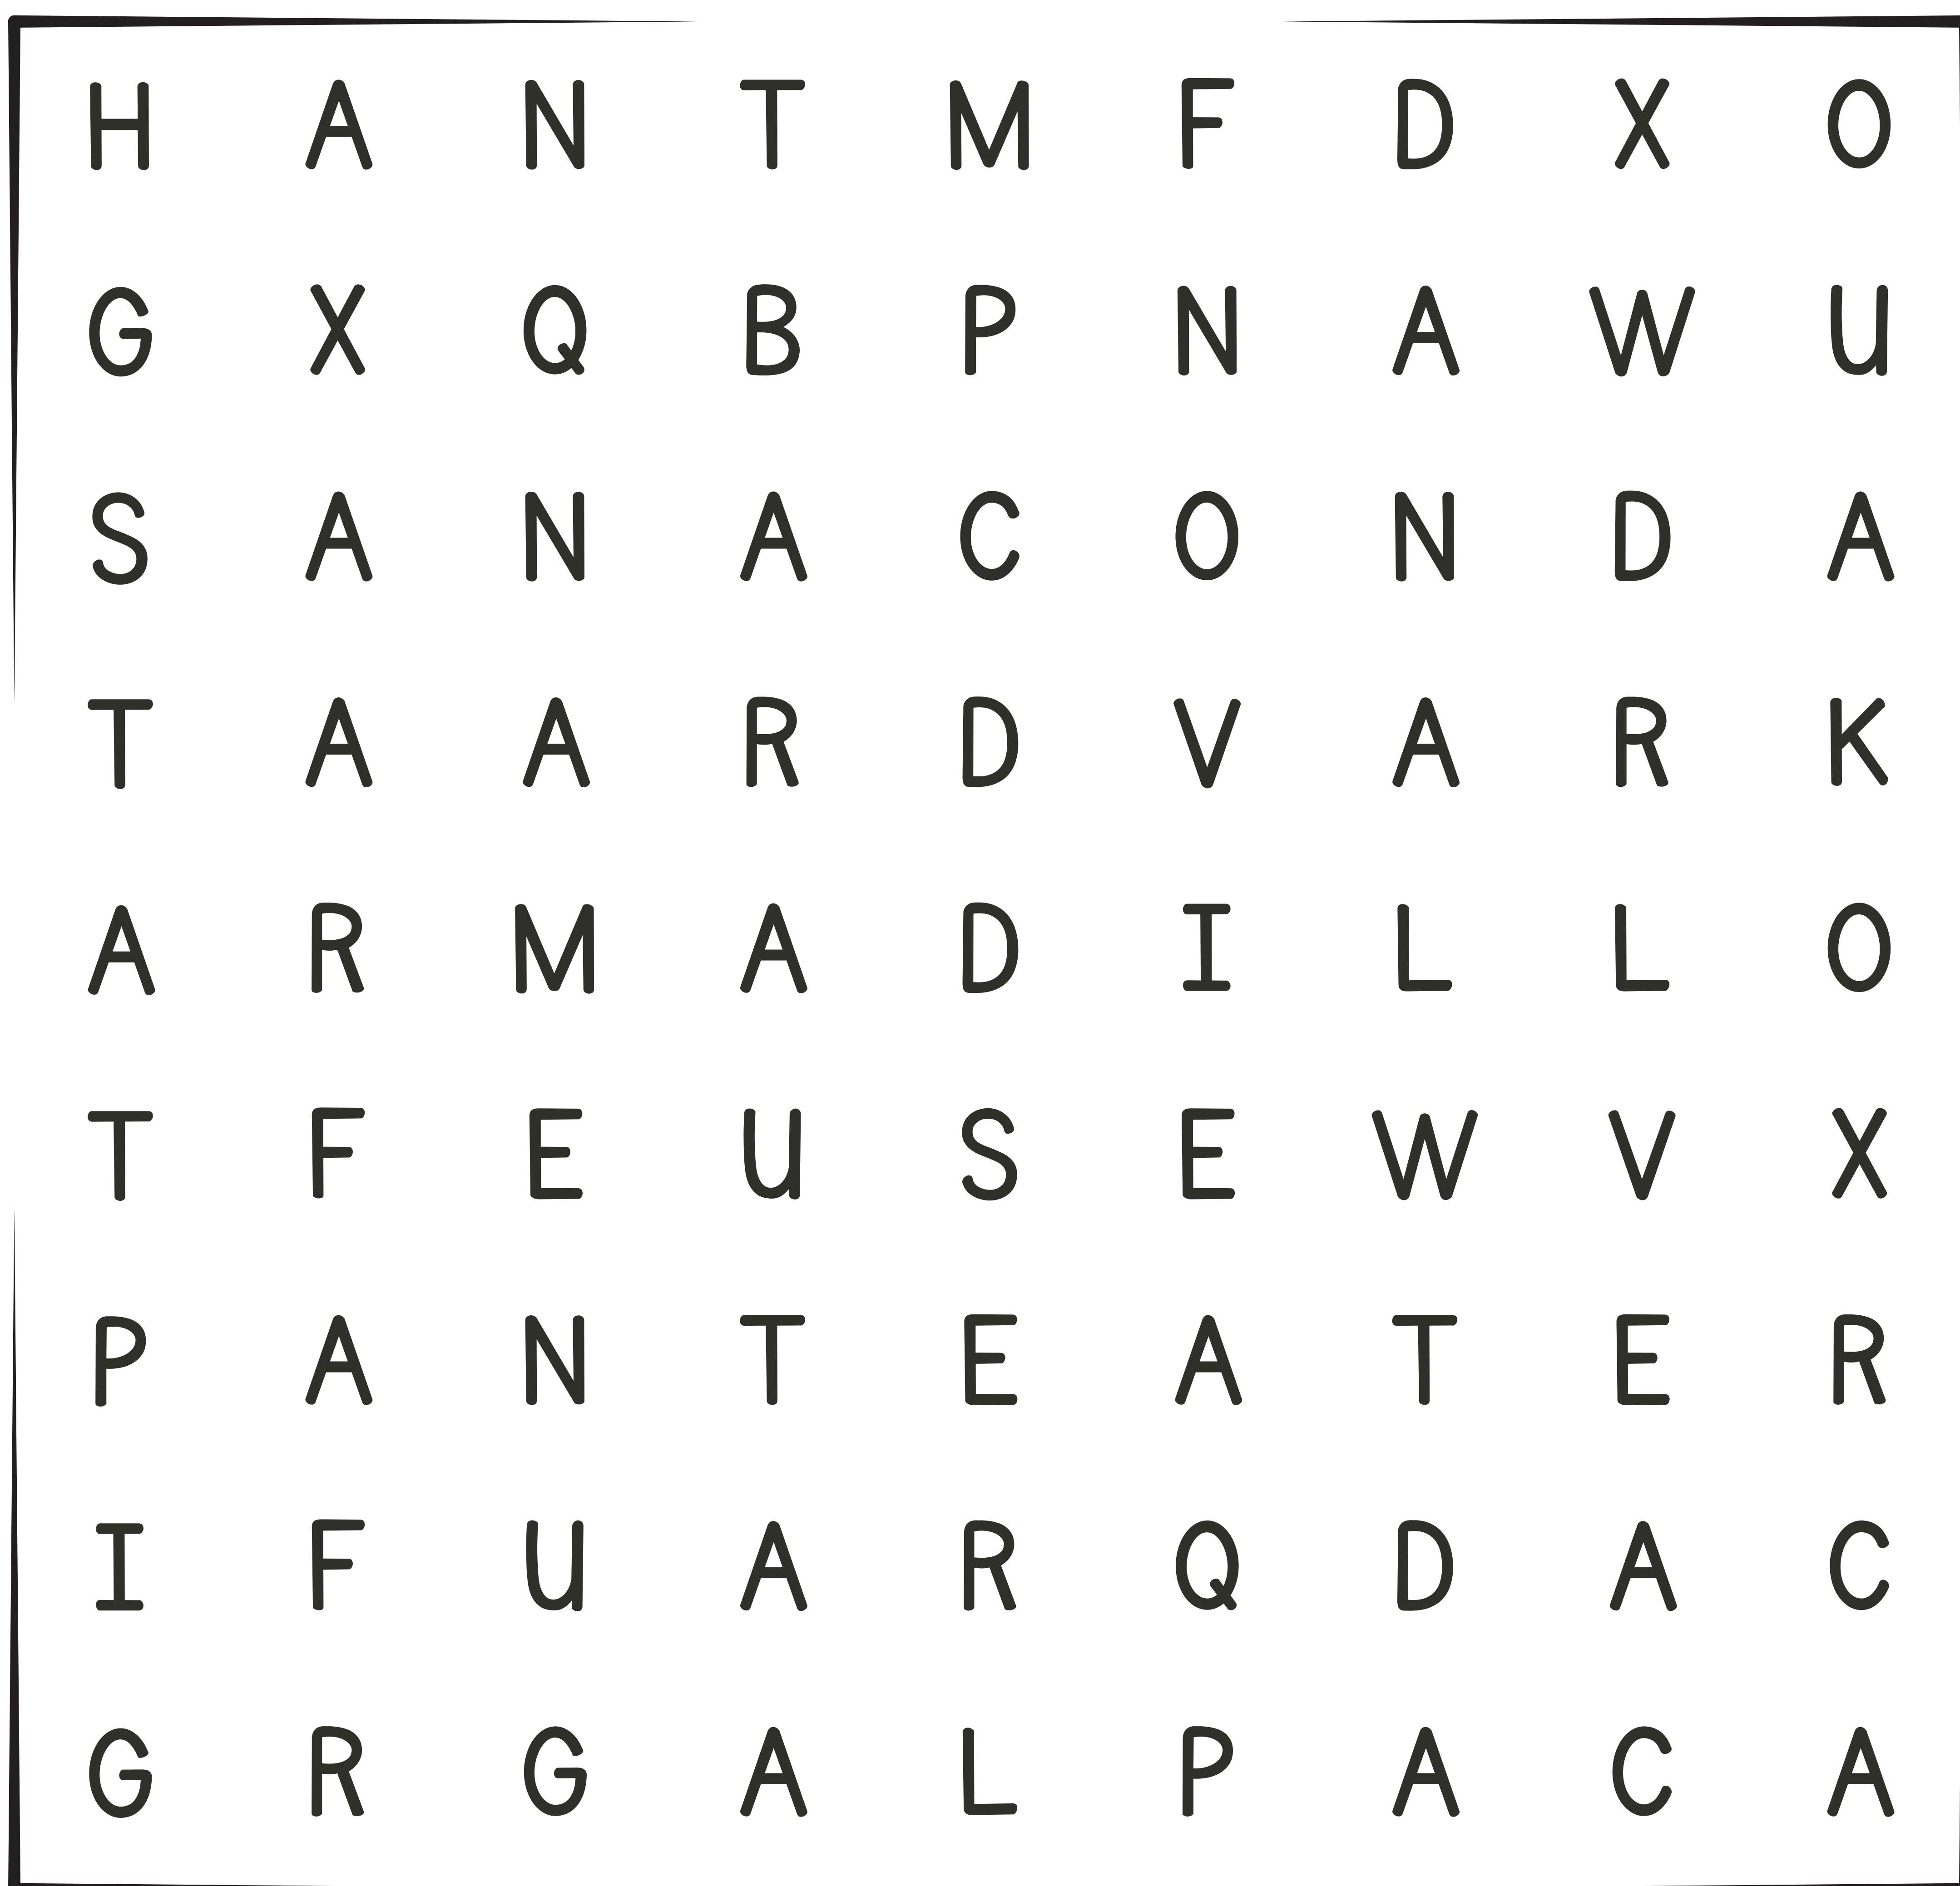 H A N T M F D X O
G X Q B P N A W U
S A N A C O N D A
T A A R D V A R K
A R M A D I L L O
T F E U S E W V X
P A N T E A T E R
I F U A R Q D A C
G R G A L P A C A